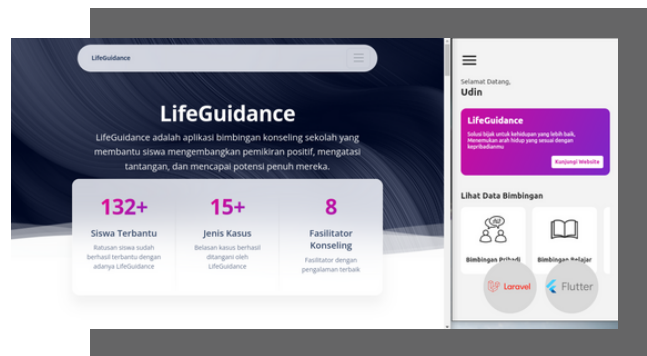 LifeGuidance
LifeGuidance
LifeGuidance adalah aplikasi bimbingan konseling sekolah yang
membantu siswa mengembangkan pemikiran positif, mengatasi
tantangan, dan mencapai potensi penuh mereka.
132+
Siswa Terbantu
Ratusan siswa sudah
berhasil terbantu dengan
adanya LifeGuidance
15+
Jenis Kasus
Belasan kasus berhasil
ditangani oleh
LifeGuidance
8
Fasilitator
Konseling
Fasilitator dengan
pengalaman terbaik
Selamat Datang,
Udin
LifeGuidance
Solusi bijak untuk kehidupan yang lebih baik,
Menemukan arah hidup yang sesuai dengan
kepribadianmu
Kunjungi Website
Lihat Data Bimbingan
Bimbingan Pribadi
Bimbingan Belajar
Laravel
Flutter